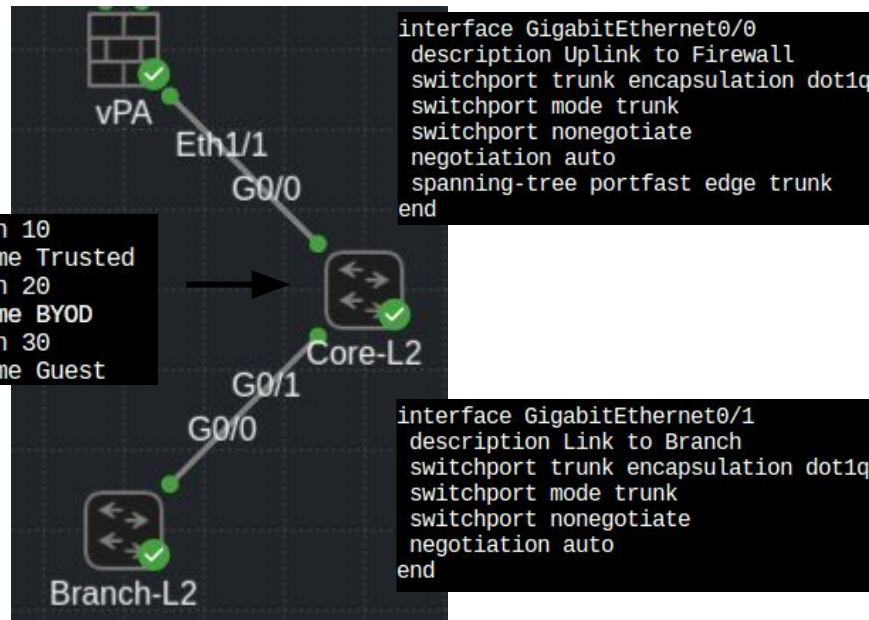 interface GigabitEthernet0/0
description Uplink to Firewall
switchport trunk encapsulation dot1q
switchport mode trunk
switchport nonegotiate
negotiation auto
spanning-tree portfast edge trunk
end
vPA
Eth1/1
G0/0
n 10
me Trusted
n 20
me BYOD
n 30
me Guest
Core-L2
G0/1
G0/0
Branch-L2
interface GigabitEthernet0/1
description Link to Branch
switchport trunk encapsulation dot1q
switchport mode trunk
switchport nonegotiate
negotiation auto
end